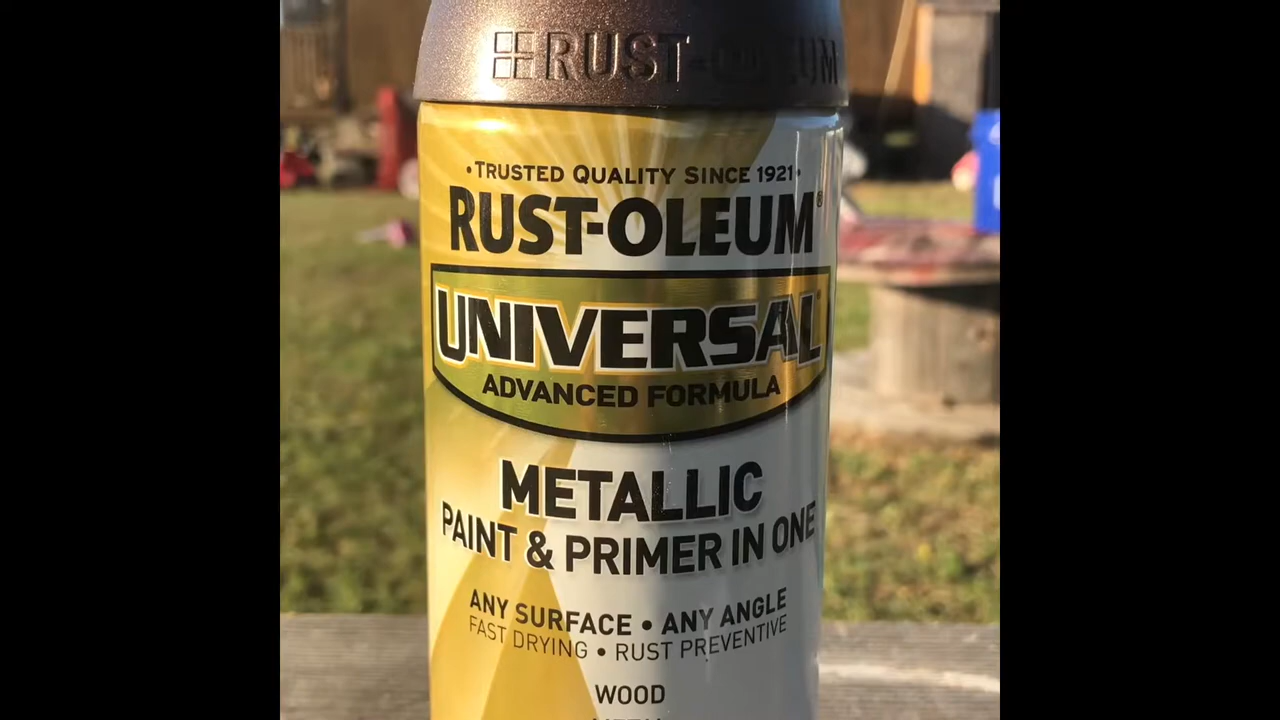 RUST-OLEUM
•TRUSTED QUALITY SINCE 1921•
RUST-OLEUM®
UNIVERSAL
ADVANCED FORMULA
METALLIC
PAINT & PRIMER IN ONE
ANY SURFACE • ANY ANGLE
FAST DRYING • RUST PREVENTIVE
WOOD